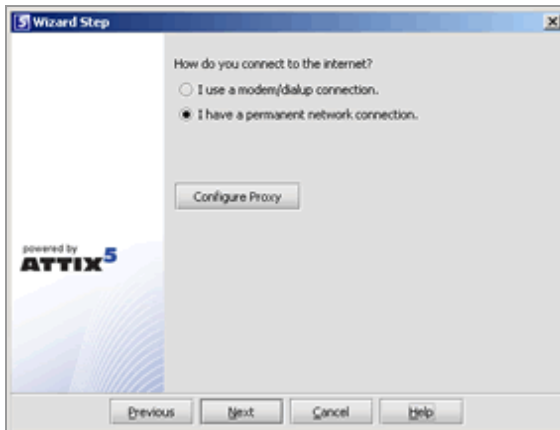 5 Wizard Step
How do you connect to the internet?
I use a modem/dialup connection.
I have a permanent network connection.
Configure Proxy
powered by
ATTIX5
Previous
Next
Cancel
Help